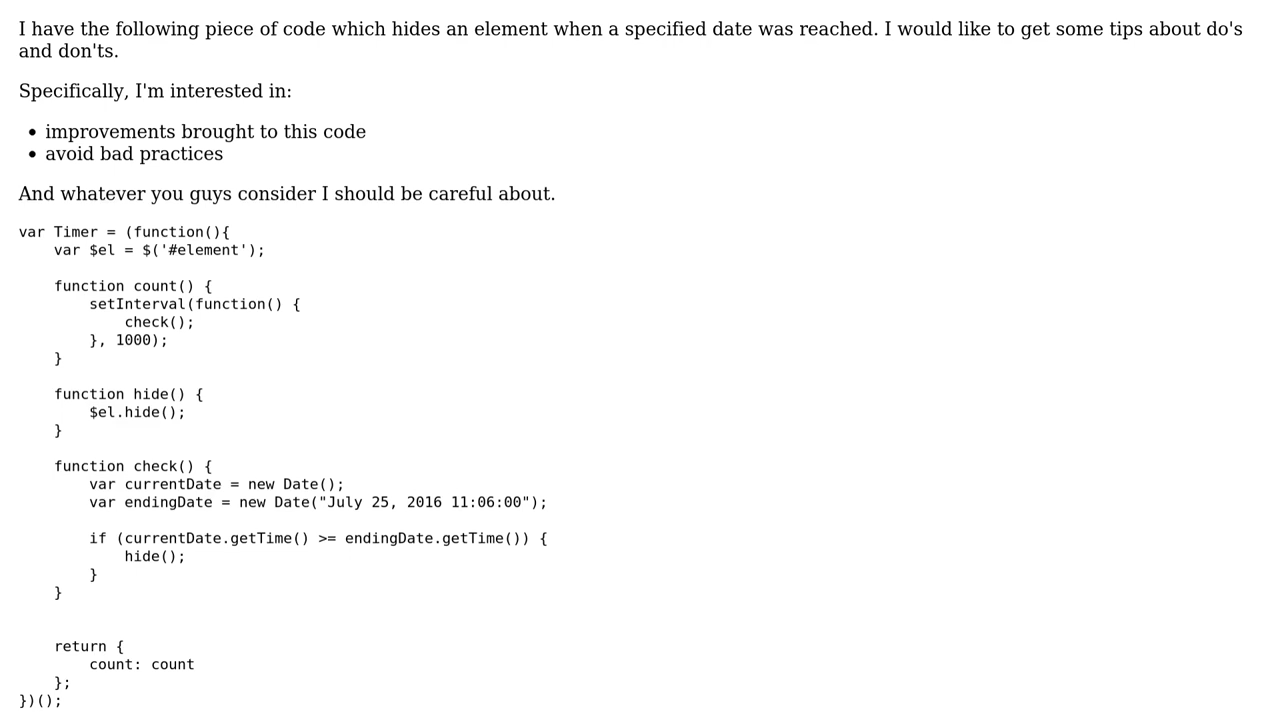 I have the following piece of code which hides an element when a specified date was reached. I would like to get some tips about do's
and don'ts.
Specifically, I'm interested in:
• improvements brought to this code
• avoid bad practices
And whatever you guys consider I should be careful about.
var Timer = (function(){
    var $el = $('#element');
    function count() {
        setInterval(function() {
            check();
        }, 1000);
    }
    function hide() {
        $el.hide();
    }
    function check() {
        var currentDate = new Date();
        var endingDate = new Date("July 25, 2016 11:06:00");
        if (currentDate.getTime() >= endingDate.getTime()) {
            hide();
        }
    }
    return {
        count: count
    };
})();